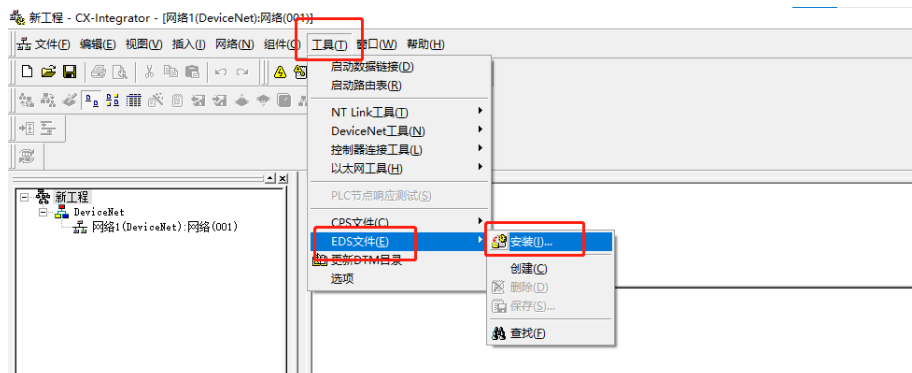 新工程 - CX-Integrator - [网络1(DeviceNet):网络(001)]
文件(F) 编辑(E) 视图(V) 插入(I) 网络(N) 组件(C) 工具(T) 窗口(W) 帮助(H)
启动数据链接(D)
启动路由表(R)
NT Link工具(T)
DeviceNet工具(N)
控制器连接工具(L)
以太网工具(H)
PLC节点响应测试(S)
CPS文件(C)
EDS文件(E)
更新DTM目录
选项
安装(I)...
创建(C)
删除(D)
保存(S)...
查找(F)
新工程
DeviceNet
网络1(DeviceNet):网络(001)